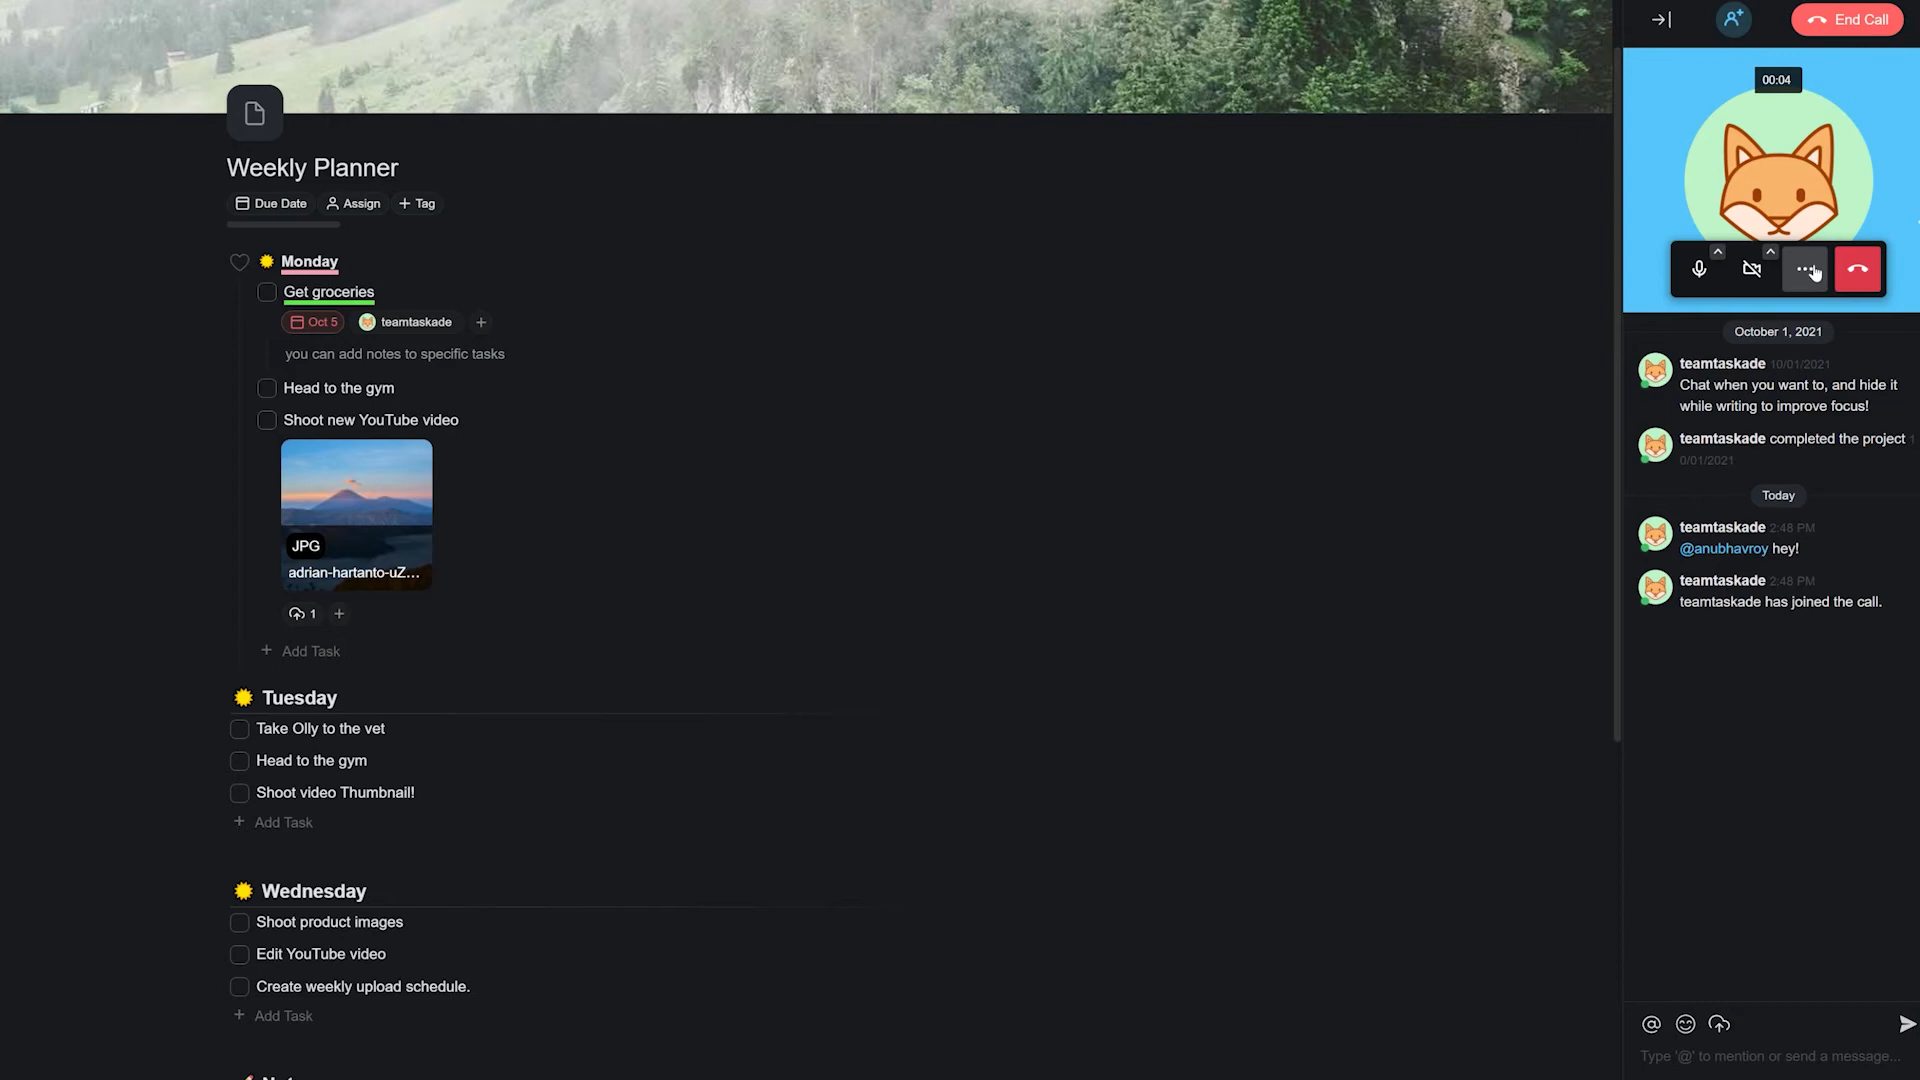 End Call
00:04
Weekly Planner
Due Date Assign + Tag
Monday
Get groceries
Oct 5 teamtaskade +
you can add notes to specific tasks
Head to the gym
Shoot new YouTube video
JPG
adrian-hartanto-uZ...
1 +
+ Add Task
Tuesday
Take Olly to the vet
Head to the gym
Shoot video Thumbnail!
+ Add Task
Wednesday
Shoot product images
Edit YouTube video
Create weekly upload schedule.
+ Add Task
October 1, 2021
teamtaskade 10/01/2021
Chat when you want to, and hide it
while writing to improve focus!
teamtaskade completed the project 1
0/01/2021
Today
teamtaskade 2:48 PM
@anubhavroy hey!
teamtaskade 2:48 PM
teamtaskade has joined the call.
Type '@' to mention or send a message...